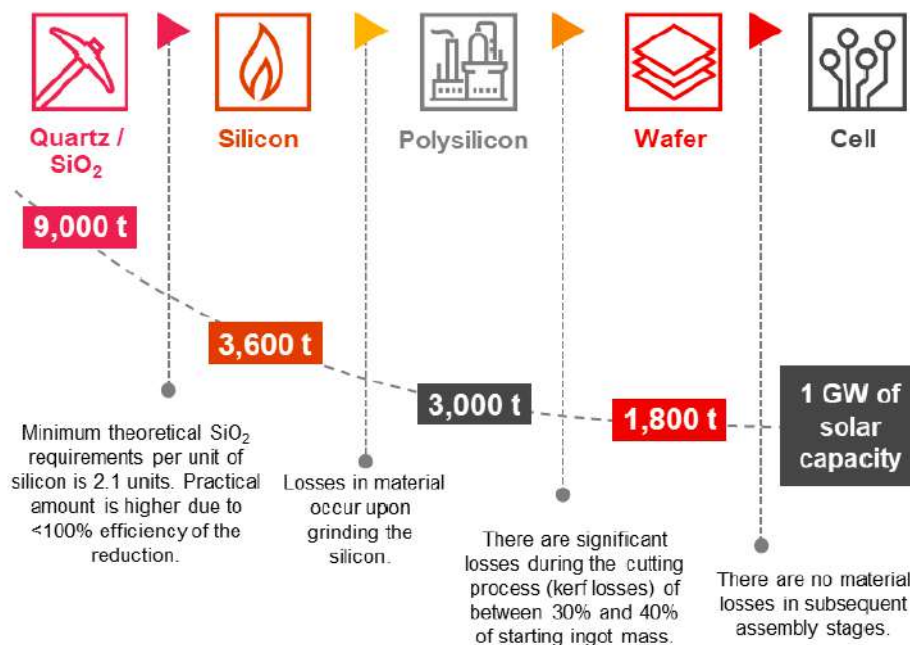 Quartz /
SiO₂
Silicon
Polysilicon
Wafer
Cell
9,000 t
3,600 t
3,000 t
1,800 t
1 GW of
solar
capacity
Minimum theoretical SiO₂
requirements per unit of
silicon is 2.1 units. Practical
amount is higher due to
<100% efficiency of the
reduction.
Losses in material
occur upon
grinding the
silicon.
There are significant
losses during the cutting
process (kerf losses) of
between 30% and 40%
of starting ingot mass.
There are no material
losses in subsequent
assembly stages.